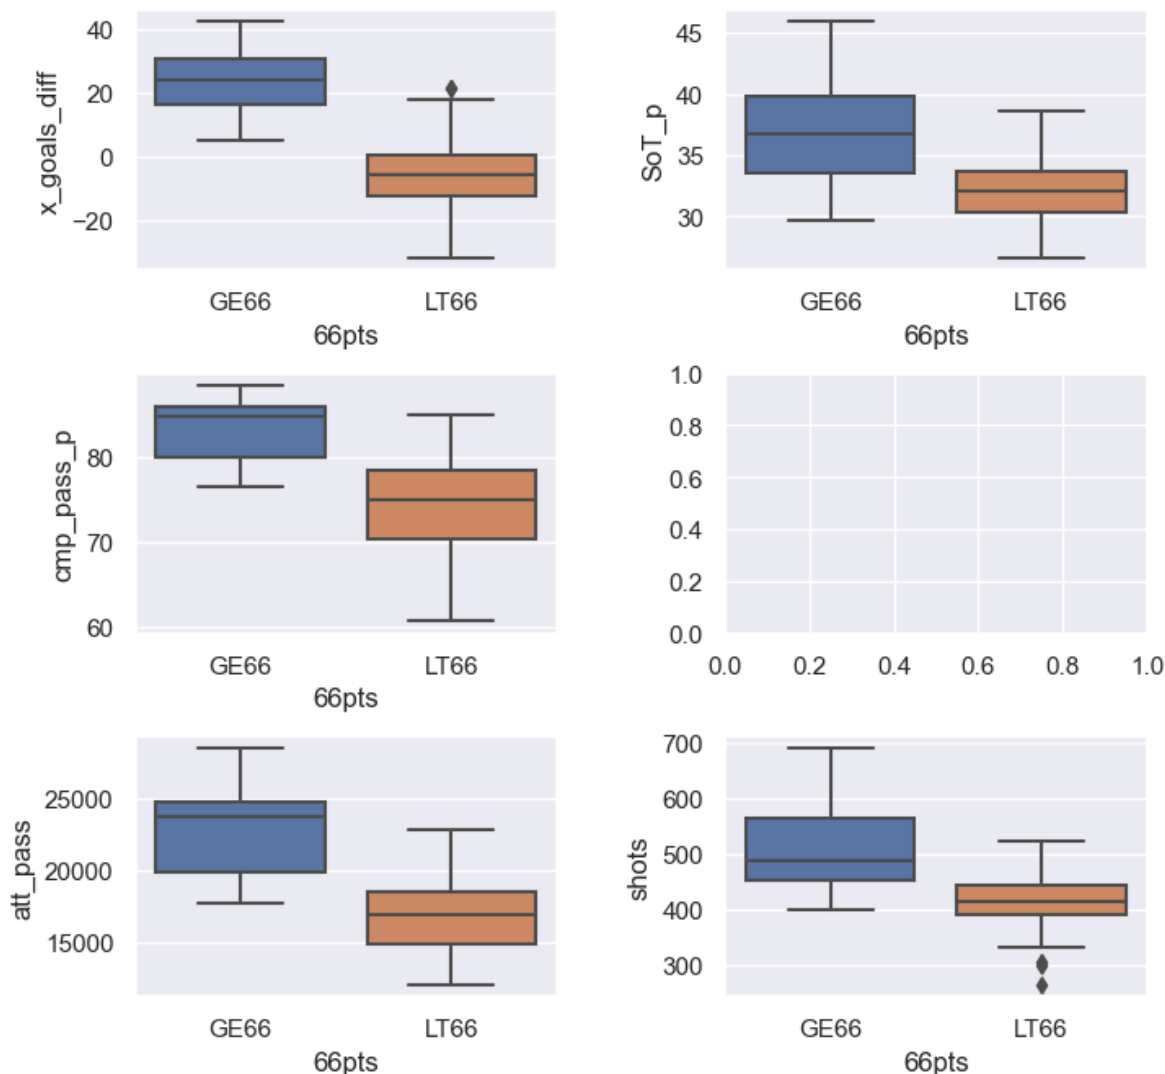 x_goals_diff
40
20
0
−20
GE66 LT66
66pts
SoT_p
45
40
35
30
GE66 LT66
66pts
cmp_pass_p
80
70
60
GE66 LT66
66pts
1.0
0.8
0.6
0.4
0.2
0.0
0.0 0.2 0.4 0.6 0.8 1.0
att_pass
25000
20000
15000
GE66 LT66
66pts
shots
700
600
500
400
300
GE66 LT66
66pts